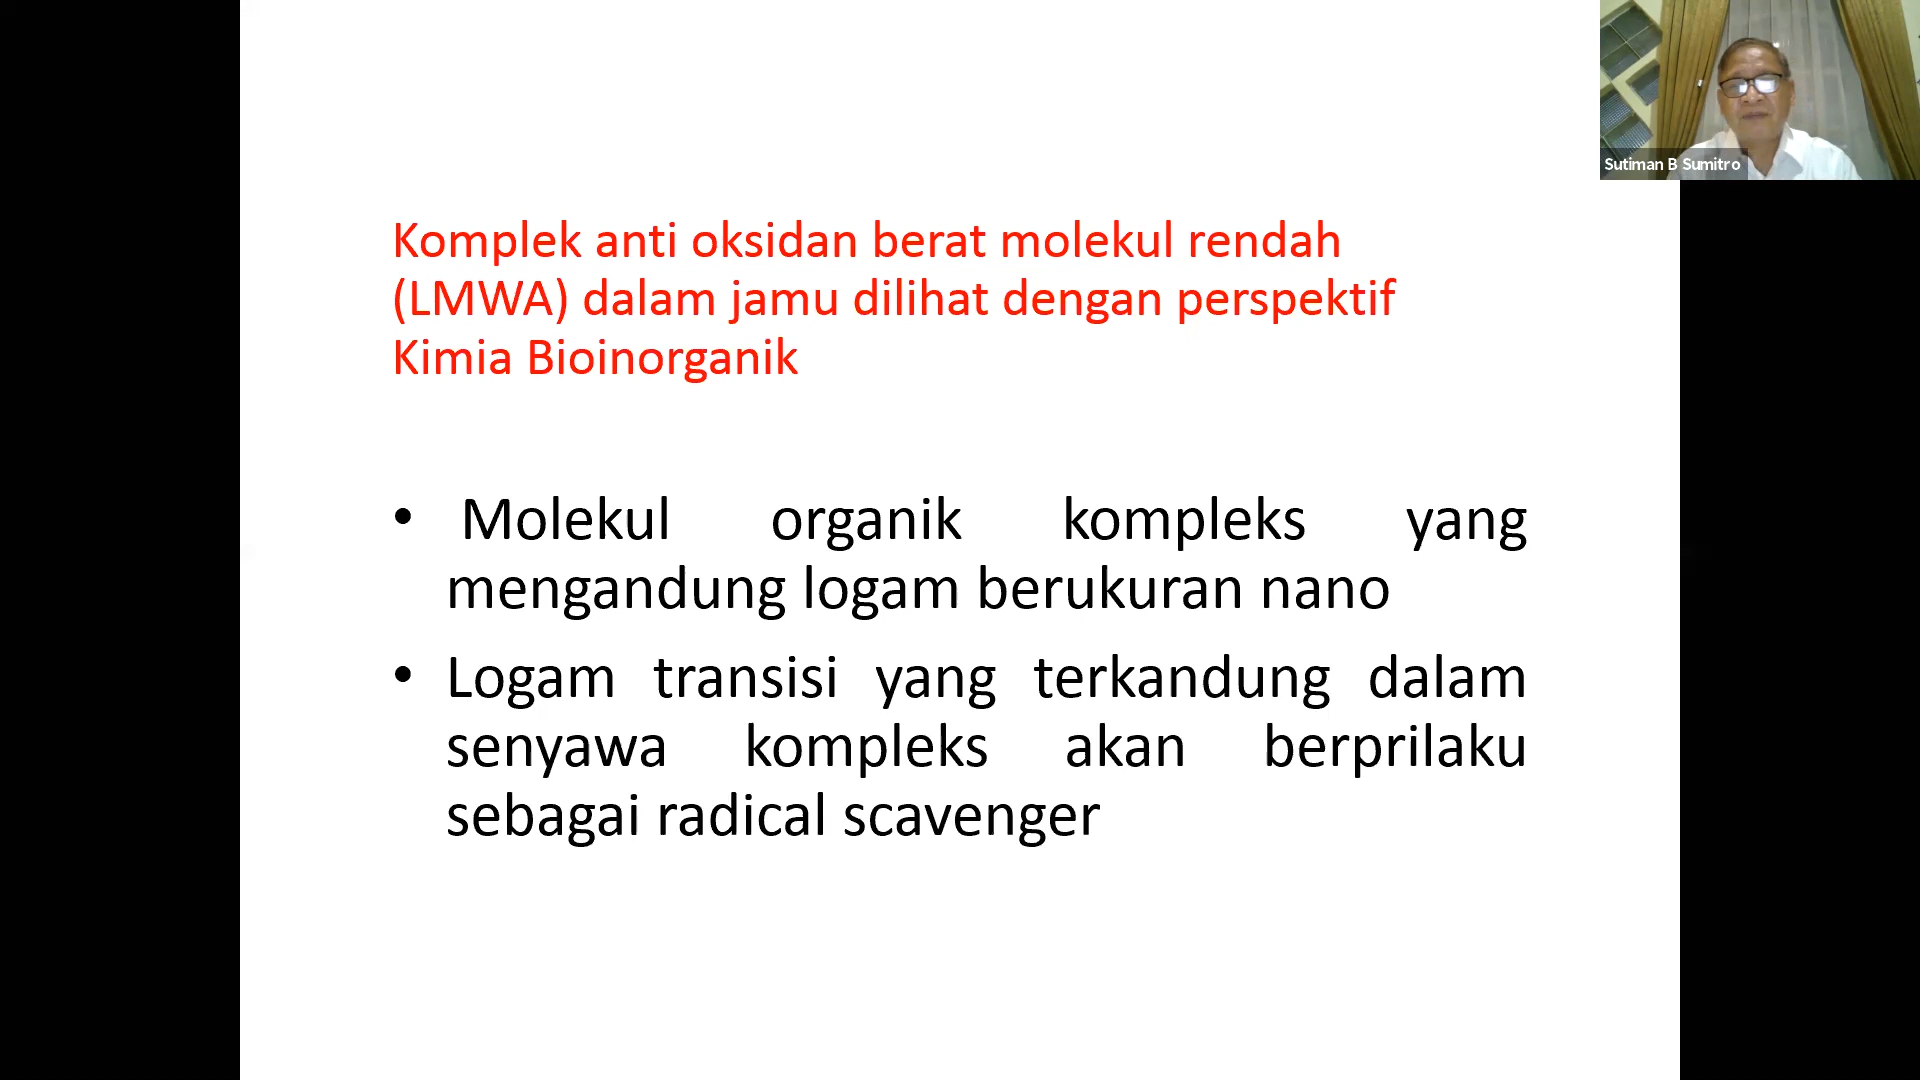 Sutiman B Sumitro
Komplek anti oksidan berat molekul rendah
(LMWA) dalam jamu dilihat dengan perspektif
Kimia Bioinorganik
• Molekul organik kompleks yang
mengandung logam berukuran nano
• Logam transisi yang terkandung dalam
senyawa kompleks akan berprilaku
sebagai radical scavenger